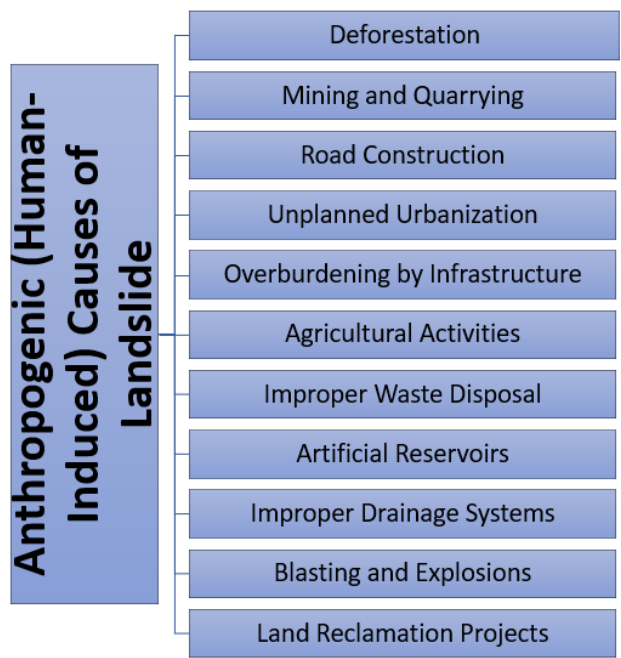 Anthropogenic (Human-
Induced) Causes of
Landslide
Deforestation
Mining and Quarrying
Road Construction
Unplanned Urbanization
Overburdening by Infrastructure
Agricultural Activities
Improper Waste Disposal
Artificial Reservoirs
Improper Drainage Systems
Blasting and Explosions
Land Reclamation Projects